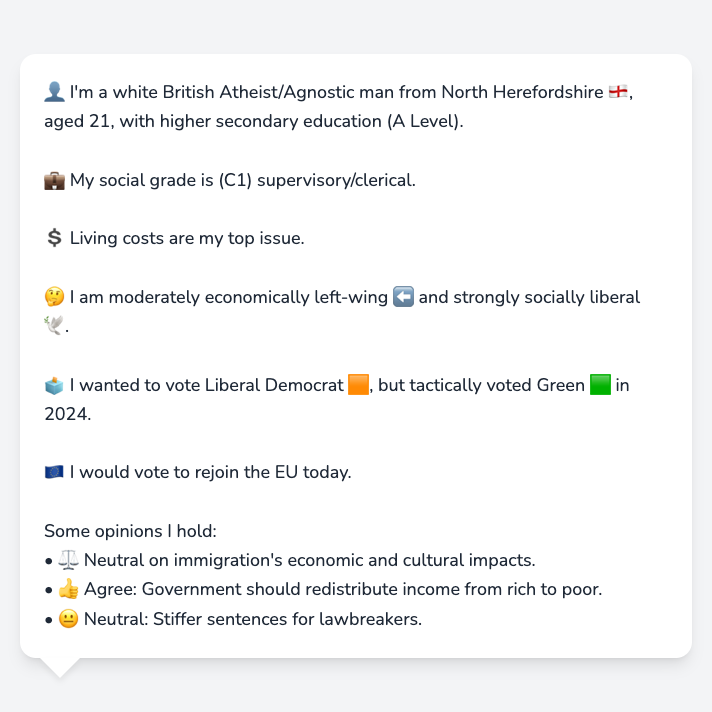 👤 I'm a white British Atheist/Agnostic man from North Herefordshire 🏴󠁧󠁢󠁥󠁮󠁧󠁿,
aged 21, with higher secondary education (A Level).
💼 My social grade is (C1) supervisory/clerical.
💲 Living costs are my top issue.
🤔 I am moderately economically left-wing ⬅️ and strongly socially liberal
🕊️.
🗳️ I wanted to vote Liberal Democrat 🟧, but tactically voted Green 🟩 in
2024.
🇪🇺 I would vote to rejoin the EU today.
Some opinions I hold:
• ⚖️ Neutral on immigration's economic and cultural impacts.
• 👍 Agree: Government should redistribute income from rich to poor.
• 😐 Neutral: Stiffer sentences for lawbreakers.